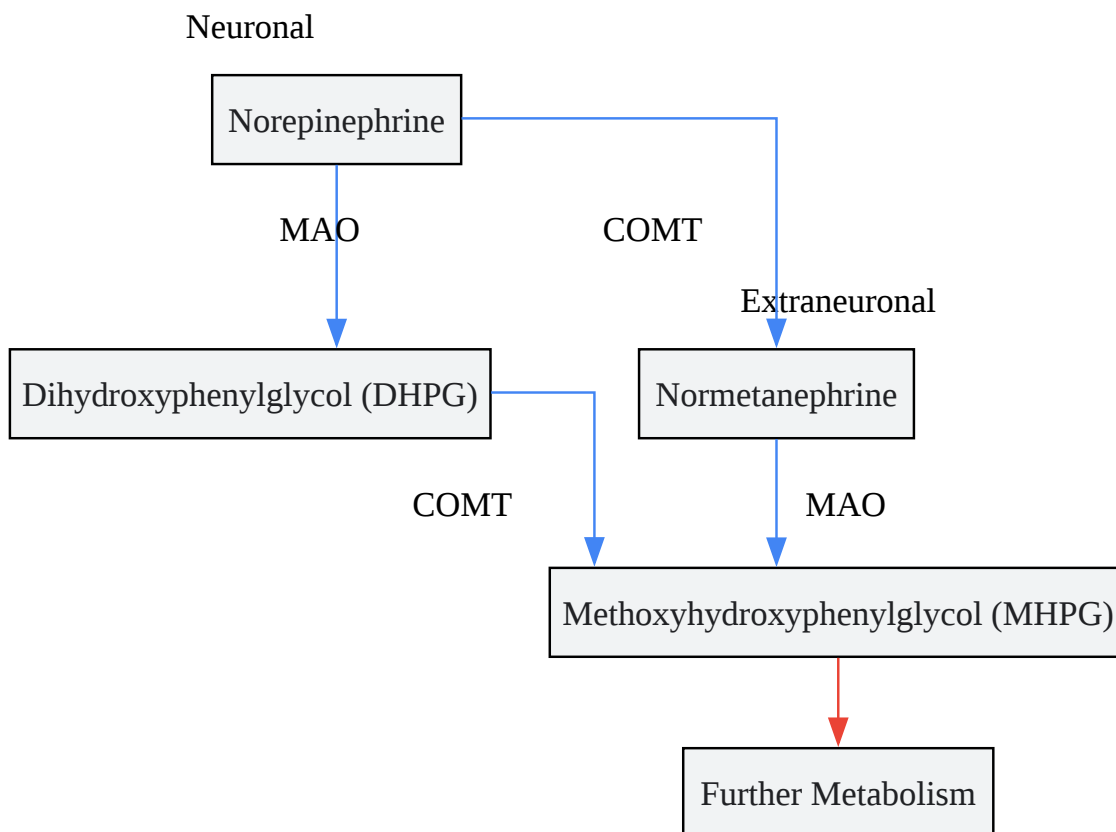 Neuronal
Norepinephrine
MAO
COMT
Extraneuronal
Dihydroxyphenylglycol (DHPG)
Normetanephrine
COMT
MAO
Methoxyhydroxyphenylglycol (MHPG)
Further Metabolism